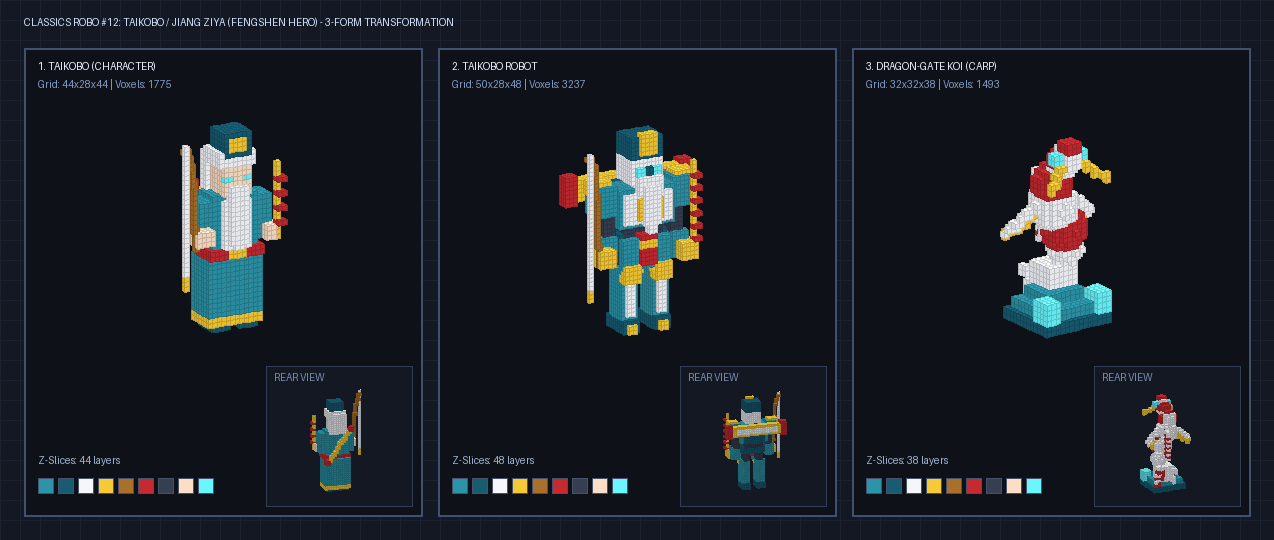 CLASSICS ROBO #12: TAIKOBO / JIANG ZIYA (FENGSHEN HERO) - 3-FORM TRANSFORMATION
1. TAIKOBO (CHARACTER)
Grid: 44x28x44 | Voxels: 1775
REAR VIEW
Z-Slices: 44 layers
2. TAIKOBO ROBOT
Grid: 50x28x48 | Voxels: 3237
REAR VIEW
Z-Slices: 48 layers
3. DRAGON-GATE KOI (CARP)
Grid: 32x32x38 | Voxels: 1493
REAR VIEW
Z-Slices: 38 layers